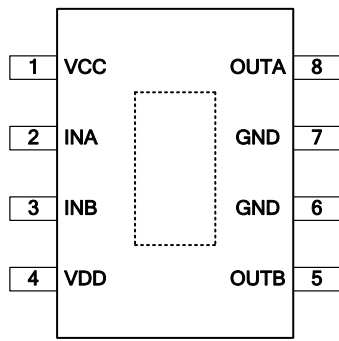 1 VCC OUTA 8
2 INA GND 7
3 INB GND 6
4 VDD OUTB 5